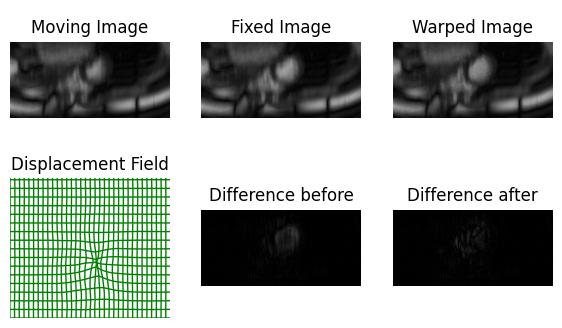 Moving Image
Fixed Image
Warped Image
Displacement Field
Difference before
Difference after